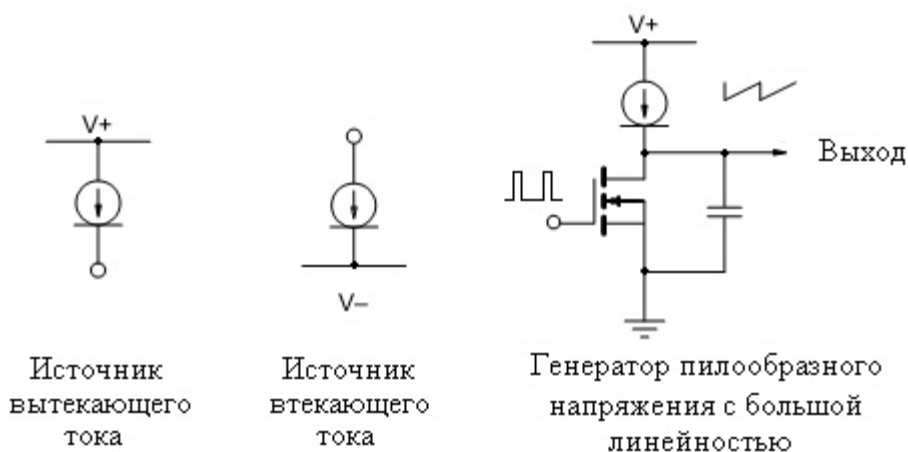 V+
Источник
вытекающего
тока
V−
Источник
втекающего
тока
V+
Выход
Генератор пилообразного
напряжения с большой
линейностью